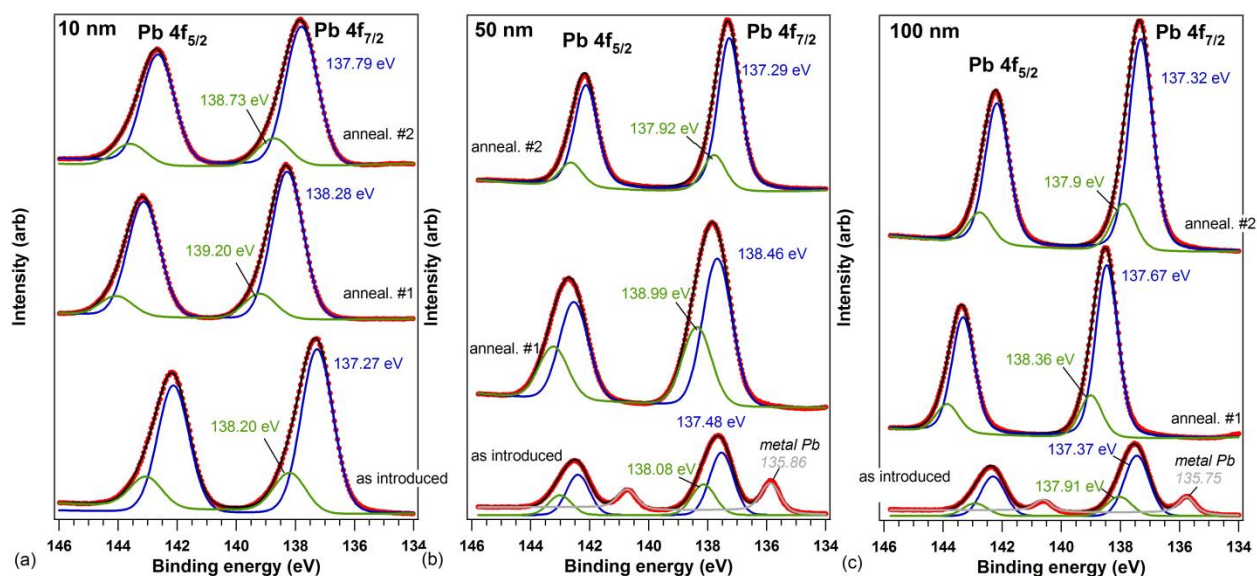 10 nm
Pb 4f5/2
Pb 4f7/2
137.79 eV
138.73 eV
anneal. #2
138.28 eV
139.20 eV
anneal. #1
137.27 eV
138.20 eV
as introduced
Intensity (arb)
146 144 142 140 138 136 134
(a)
Binding energy (eV)
50 nm
Pb 4f5/2
Pb 4f7/2
137.29 eV
137.92 eV
anneal. #2
138.46 eV
138.99 eV
anneal. #1
137.48 eV
as introduced
138.08 eV
metal Pb
135.86
Intensity (arb)
146 144 142 140 138 136 134
(b)
Binding energy (eV)
100 nm
Pb 4f5/2
Pb 4f7/2
137.32 eV
137.9 eV
anneal. #2
137.67 eV
138.36 eV
anneal. #1
137.37 eV
as introduced
137.91 eV
metal Pb
135.75
Intensity (arb)
146 144 142 140 138 136 134
(c)
Binding energy (eV)